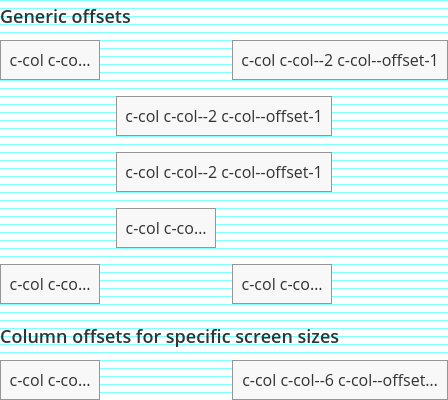 Generic offsets
c-col c-co...
c-col c-col--2 c-col--offset-1
c-col c-col--2 c-col--offset-1
c-col c-col--2 c-col--offset-1
c-col c-co...
c-col c-co...
c-col c-co...
Column offsets for specific screen sizes
c-col c-co...
c-col c-col--6 c-col--offset...